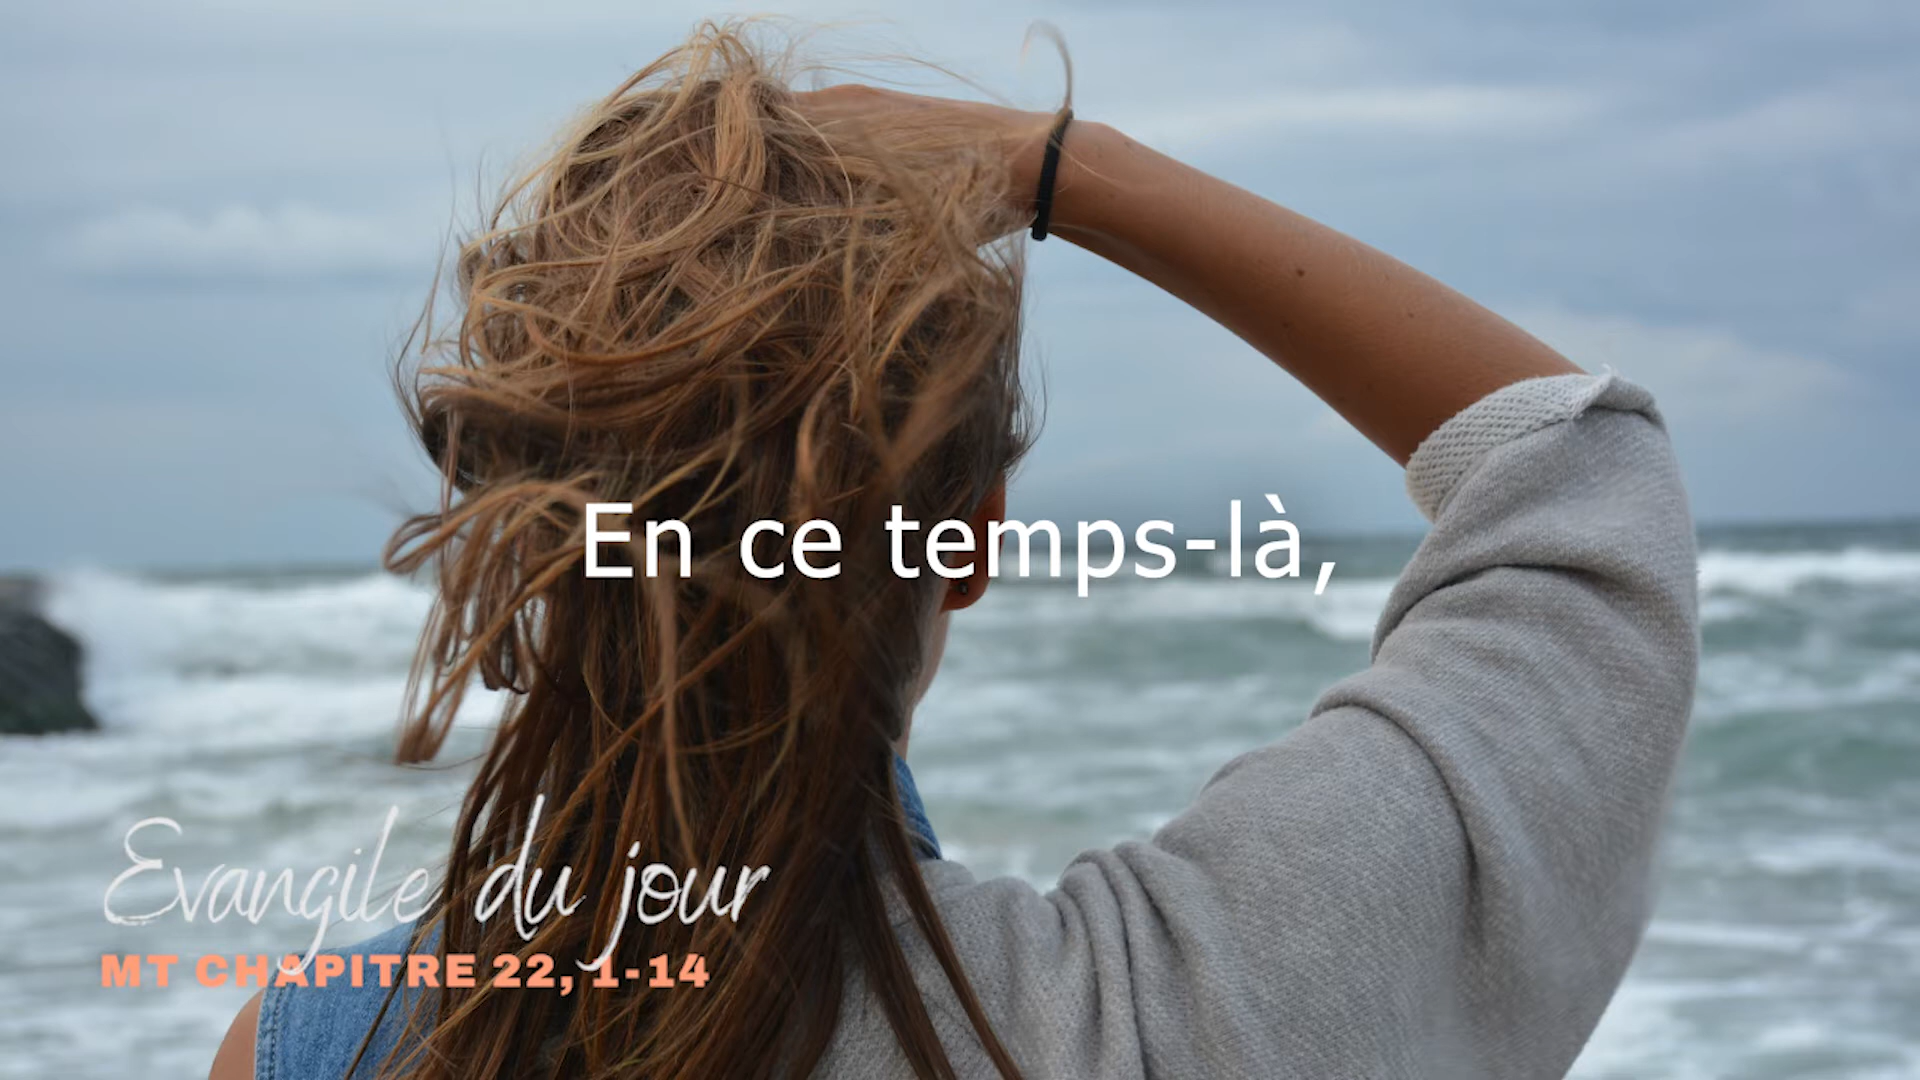 En ce temps-là,
Evangile du jour
MT CHAPITRE 22, 1-14